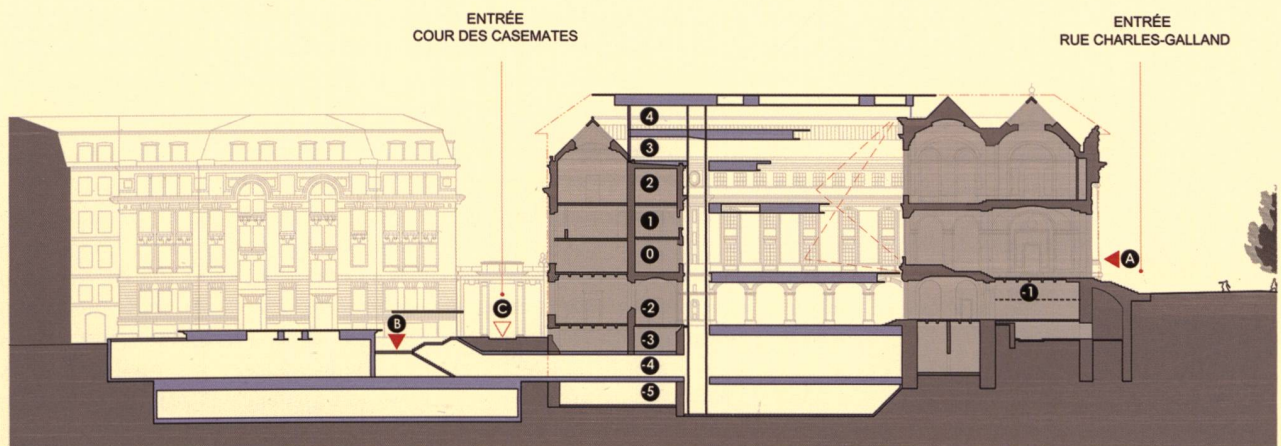 ENTRÉE
COUR DES CASEMATES
ENTRÉE
RUE CHARLES-GALLAND
4
3
2
1
0
-2
-3
-4
-5
-1
A
B
C